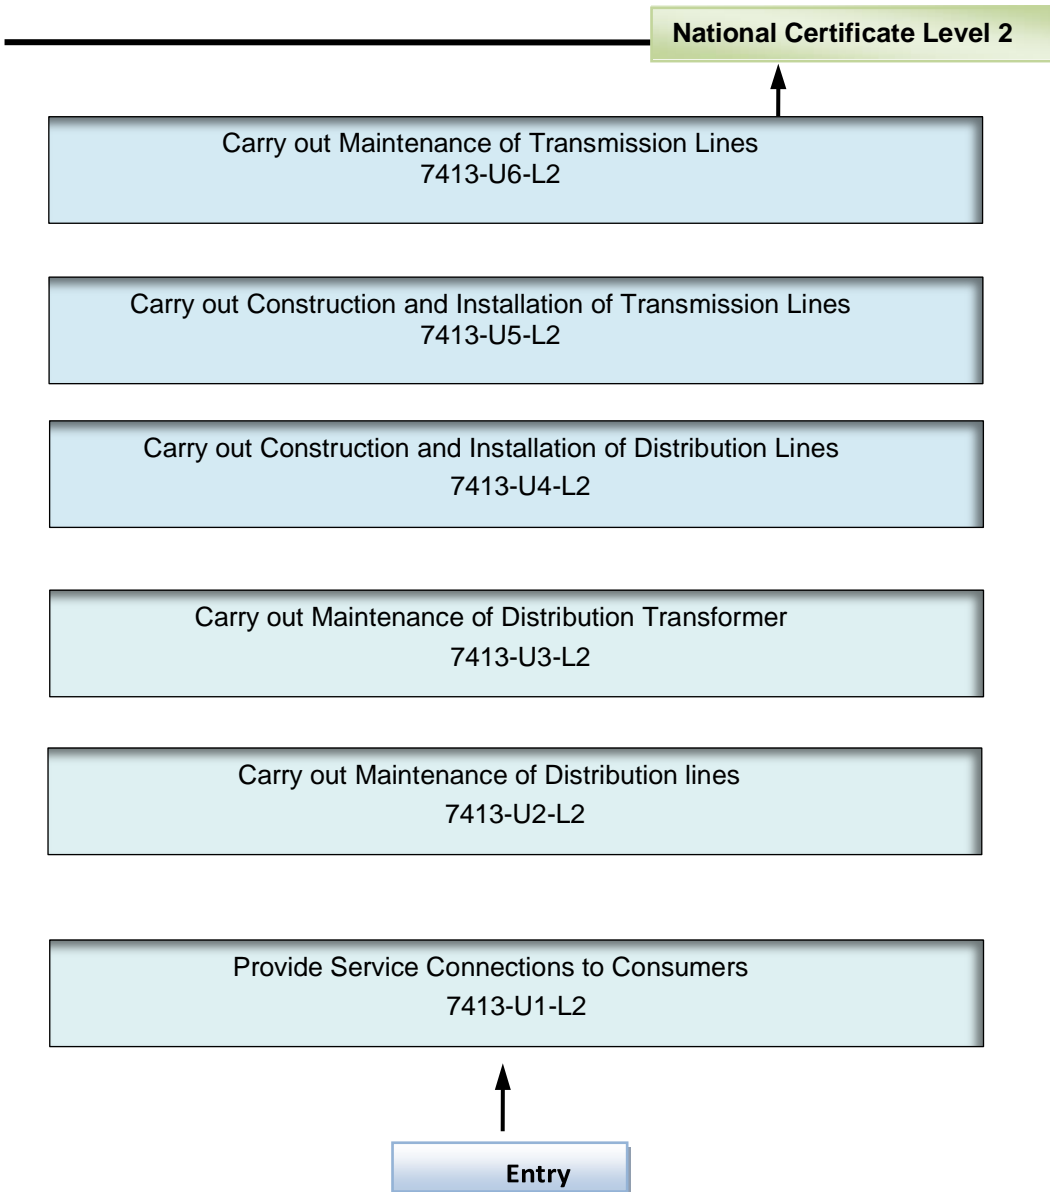 National Certificate Level 2
Carry out Maintenance of Transmission Lines
7413-U6-L2
Carry out Construction and Installation of Transmission Lines
7413-U5-L2
Carry out Construction and Installation of Distribution Lines
7413-U4-L2
Carry out Maintenance of Distribution Transformer
7413-U3-L2
Carry out Maintenance of Distribution lines
7413-U2-L2
Provide Service Connections to Consumers
7413-U1-L2
Entry